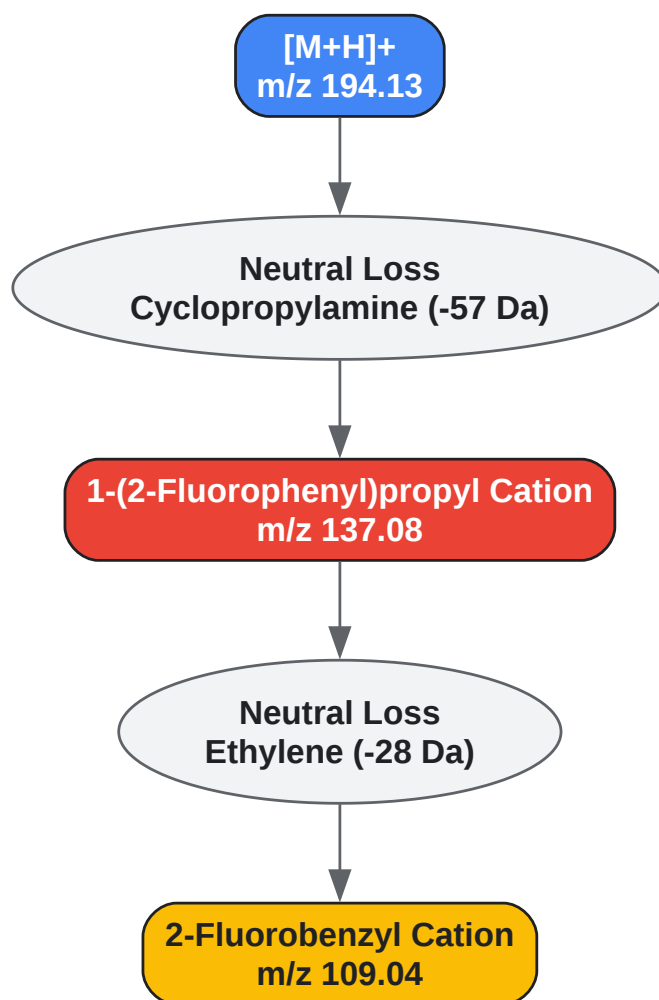 [M+H]+
m/z 194.13
Neutral Loss
Cyclopropylamine (-57 Da)
1-(2-Fluorophenyl)propyl Cation
m/z 137.08
Neutral Loss
Ethylene (-28 Da)
2-Fluorobenzyl Cation
m/z 109.04